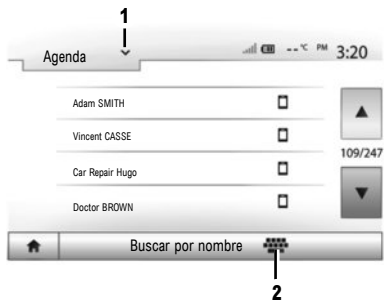 1
Agenda
--°C PM 3:20
Adam SMITH
Vincent CASSE
109/247
Car Repair Hugo
Doctor BROWN
Buscar por nombre
2